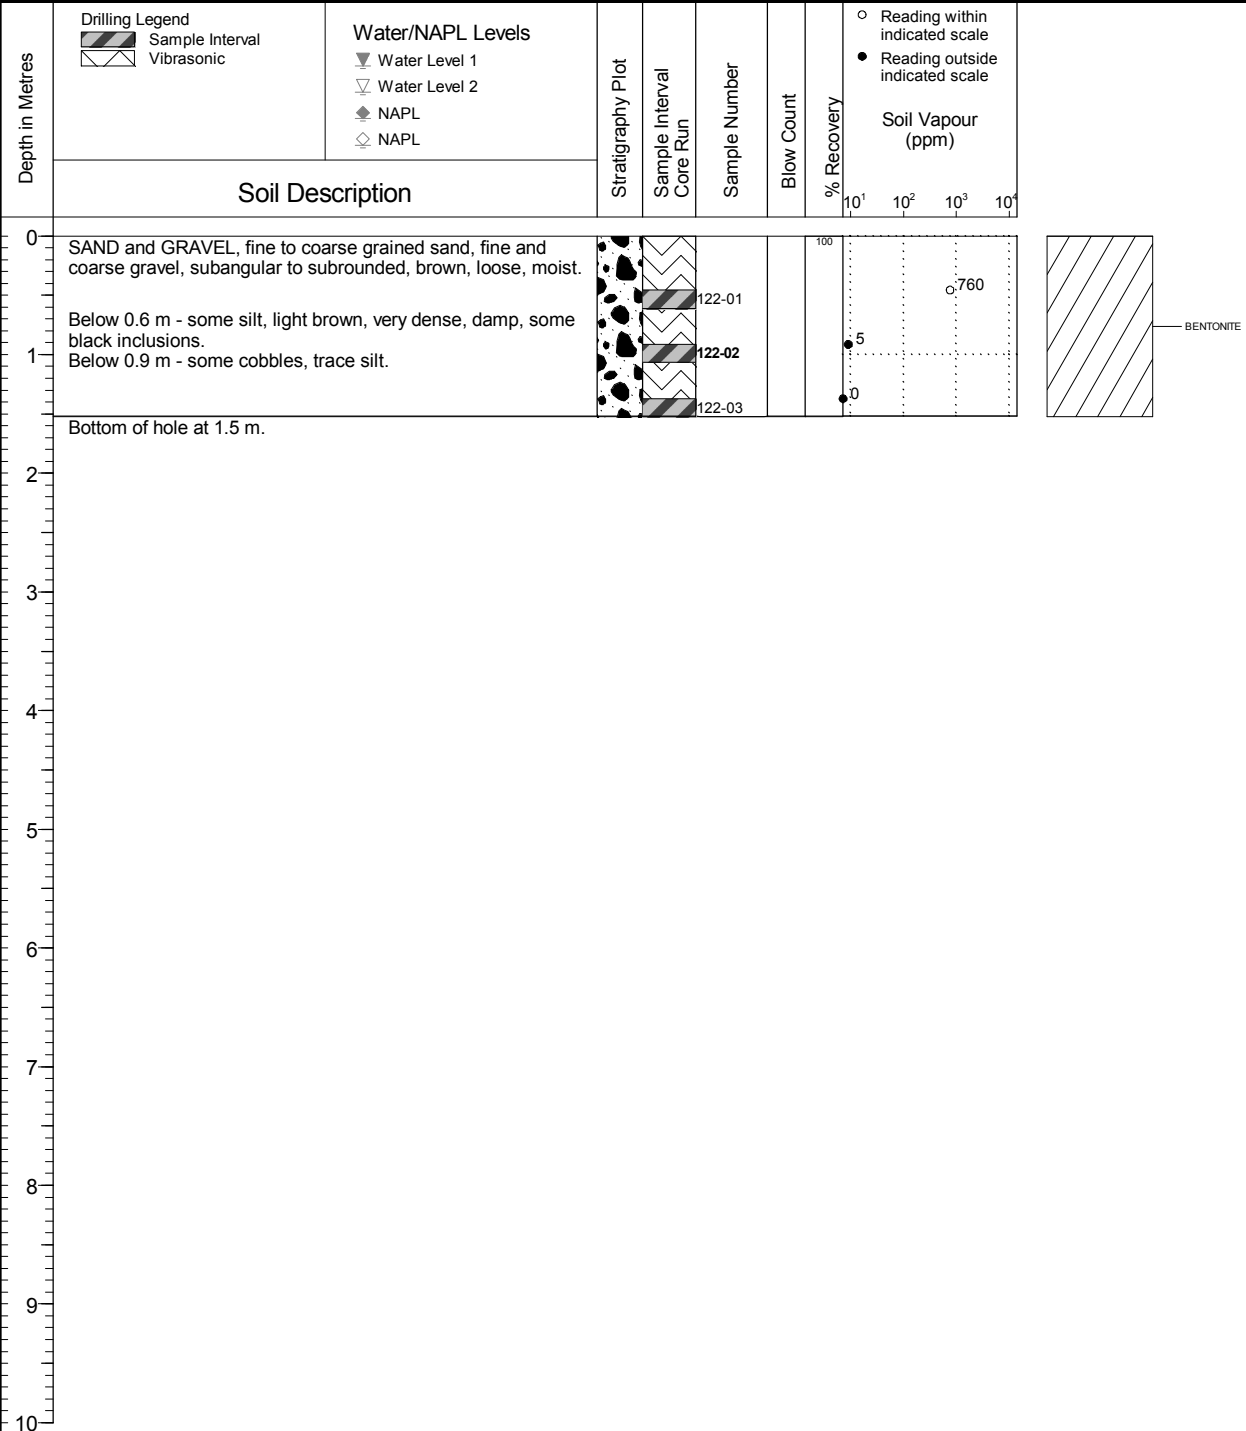 Depth in Metres
Drilling Legend
Sample Interval
Vibrasonic
Water/NAPL Levels
Water Level 1
Water Level 2
NAPL
NAPL
Soil Description
Stratigraphy Plot
Sample Interval
Core Run
Sample Number
Blow Count
% Recovery
Reading within
indicated scale
Reading outside
indicated scale
Soil Vapour
(ppm)
10¹ 10² 10³ 10⁴
0
SAND and GRAVEL, fine to coarse grained sand, fine and
coarse gravel, subangular to subrounded, brown, loose, moist.
100
760
122-01
Below 0.6 m - some silt, light brown, very dense, damp, some
black inclusions.
BENTONITE
5
1
Below 0.9 m - some cobbles, trace silt.
122-02
0
122-03
Bottom of hole at 1.5 m.
2
3
4
5
6
7
8
9
10